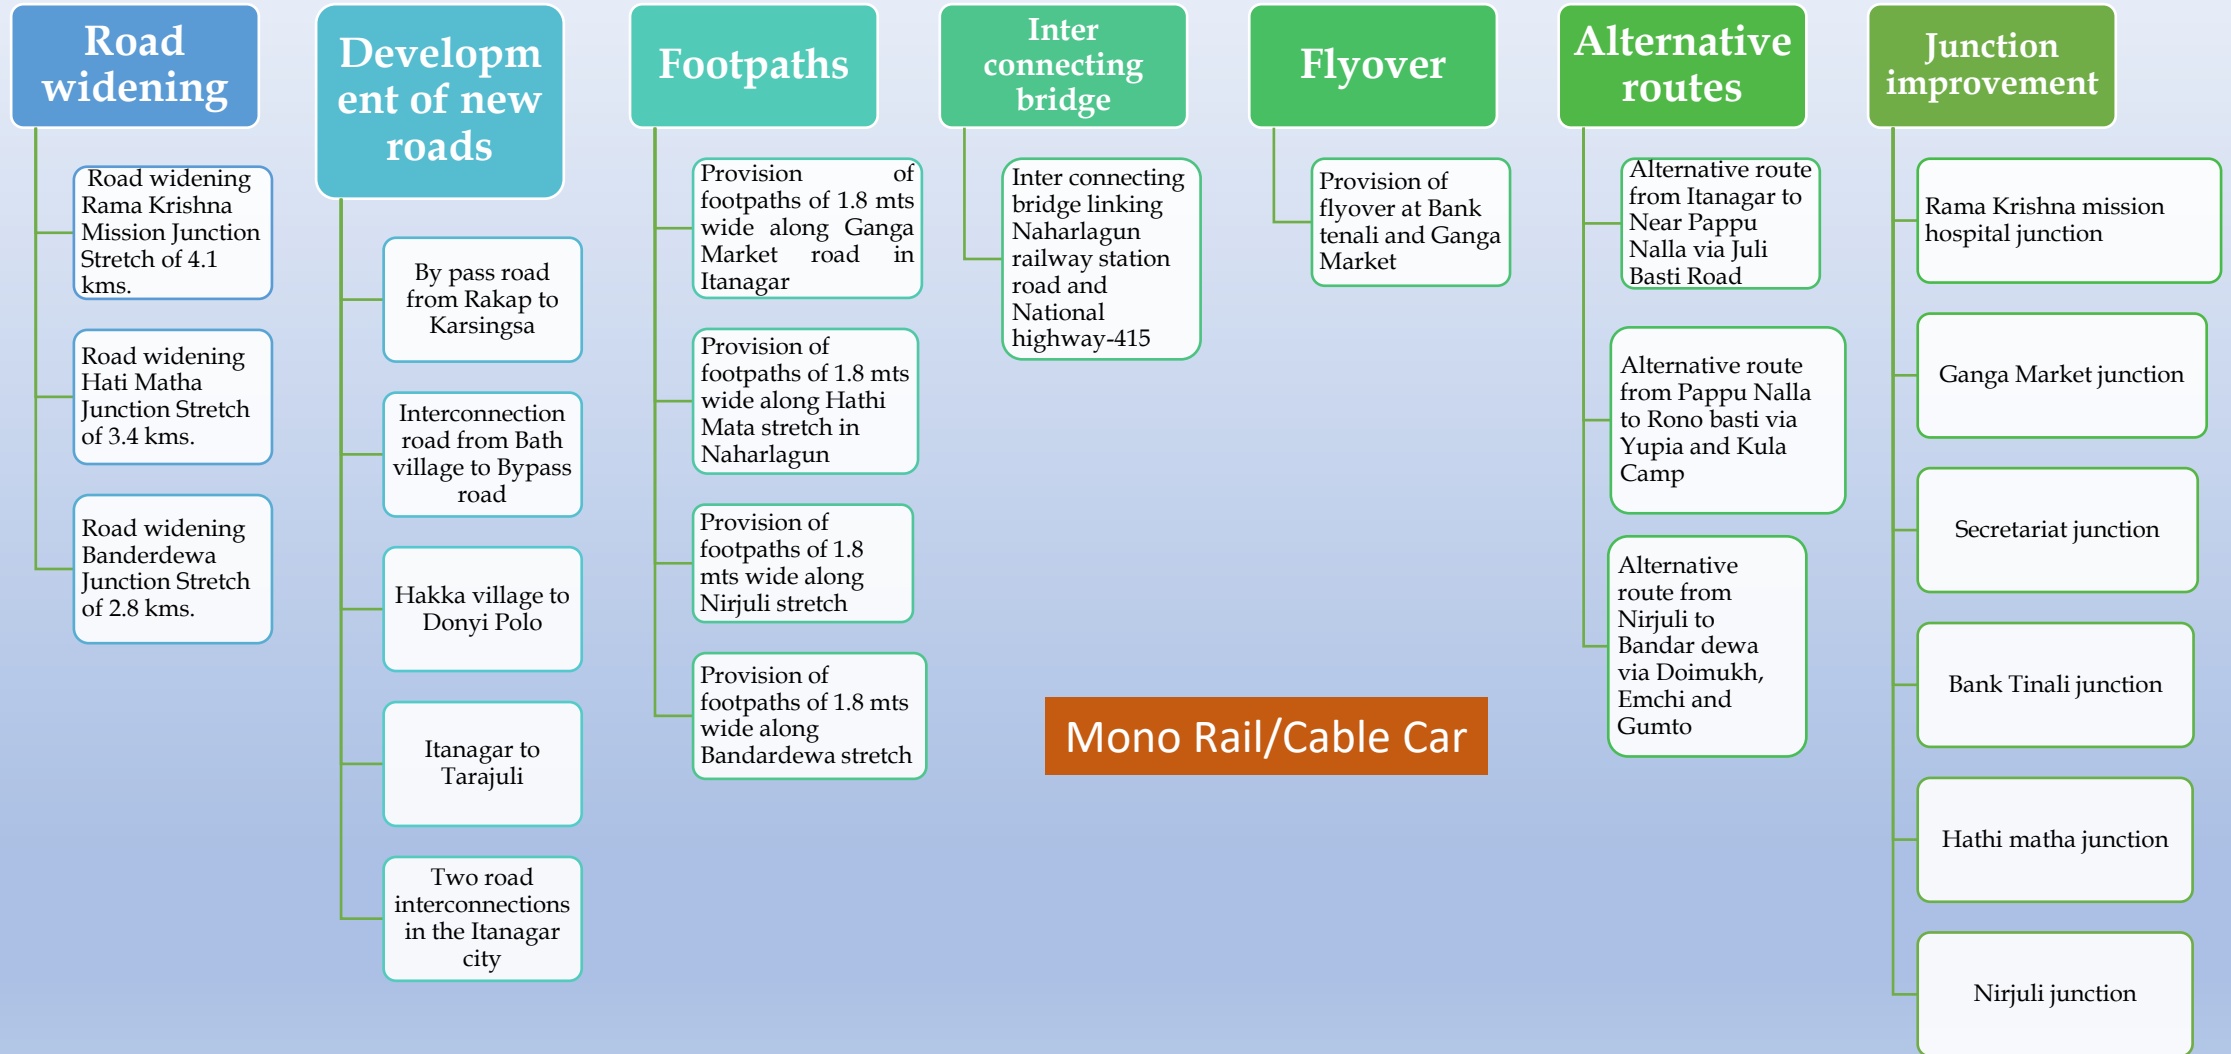 Road
widening
Road widening
Rama Krishna
Mission Junction
Stretch of 4.1
kms.
Road widening
Hati Matha
Junction Stretch
of 3.4 kms.
Road widening
Banderdewa
Junction Stretch
of 2.8 kms.
Developm
ent of new
roads
By pass road
from Rakap to
Karsingsa
Interconnection
road from Bath
village to Bypass
road
Hakka village to
Donyi Polo
Itanagar to
Tarajuli
Two road
interconnections
in the Itanagar
city
Footpaths
Provision of
footpaths of 1.8 mts
wide along Ganga
Market road in
Itanagar
Provision of
footpaths of 1.8 mts
wide along Hathi
Mata stretch in
Naharlagun
Provision of
footpaths of 1.8
mts wide along
Nirjuli stretch
Provision of
footpaths of 1.8 mts
wide along
Bandardewa stretch
Inter
connecting
bridge
Inter connecting
bridge linking
Naharlagun
railway station
road and
National
highway-415
Flyover
Provision of
flyover at Bank
tenali and Ganga
Market
Mono Rail/Cable Car
Alternative
routes
Alternative route
from Itanagar to
Near Pappu
Nalla via Juli
Basti Road
Alternative route
from Pappu Nalla
to Rono basti via
Yupia and Kula
Camp
Alternative
route from
Nirjuli to
Bandar dewa
via Doimukh,
Emchi and
Gumto
Junction
improvement
Rama Krishna mission
hospital junction
Ganga Market junction
Secretariat junction
Bank Tinali junction
Hathi matha junction
Nirjuli junction